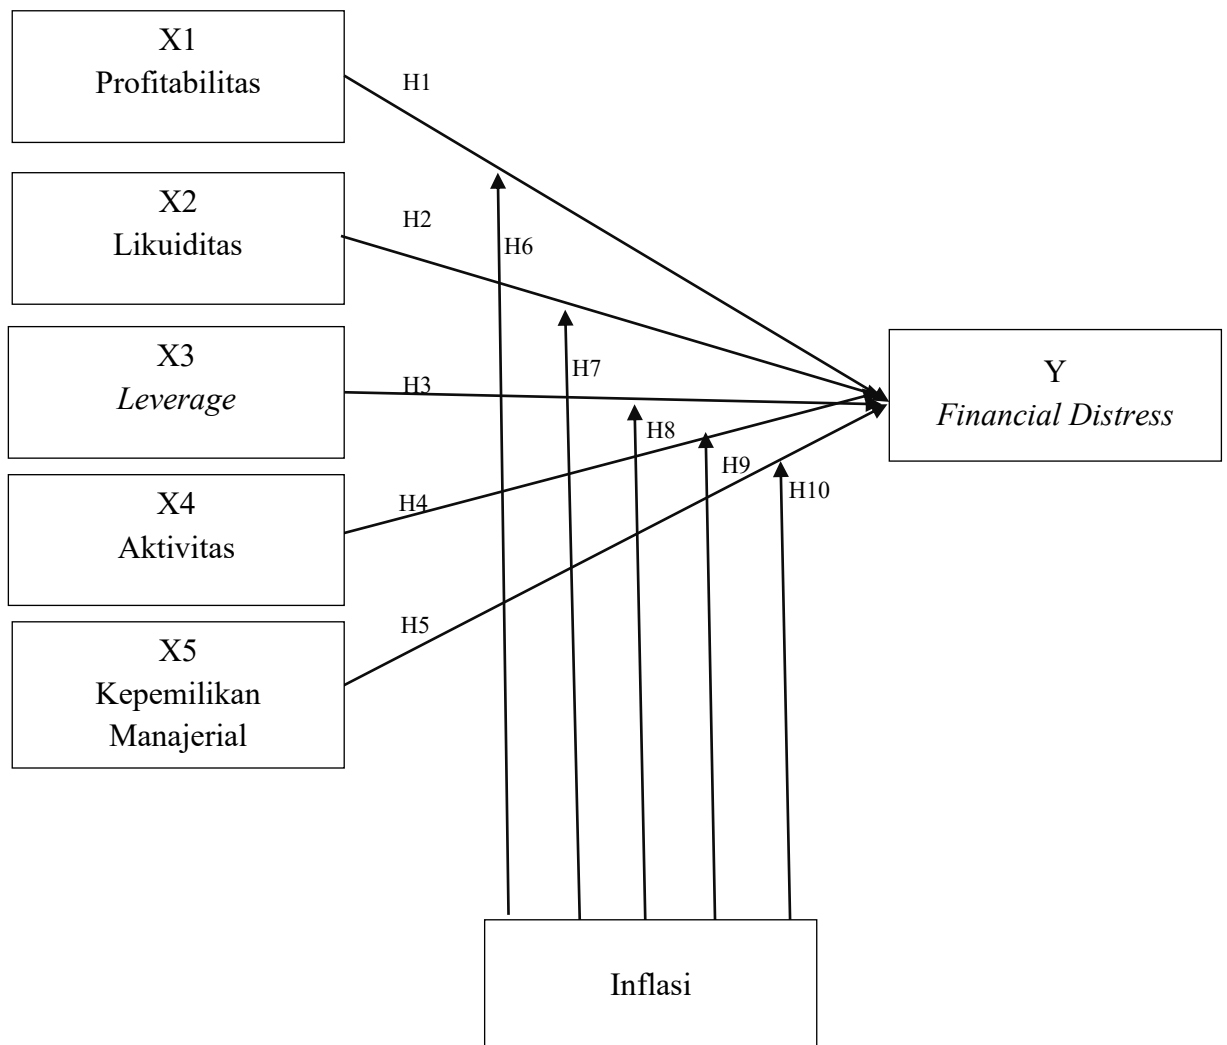 X1
Profitabilitas
H1
X2
Likuiditas
H2
H6
X3
Leverage
H3
H7
Y
Financial Distress
H8
X4
Aktivitas
H4
H9
H10
X5
Kepemilikan
Manajerial
H5
Inflasi